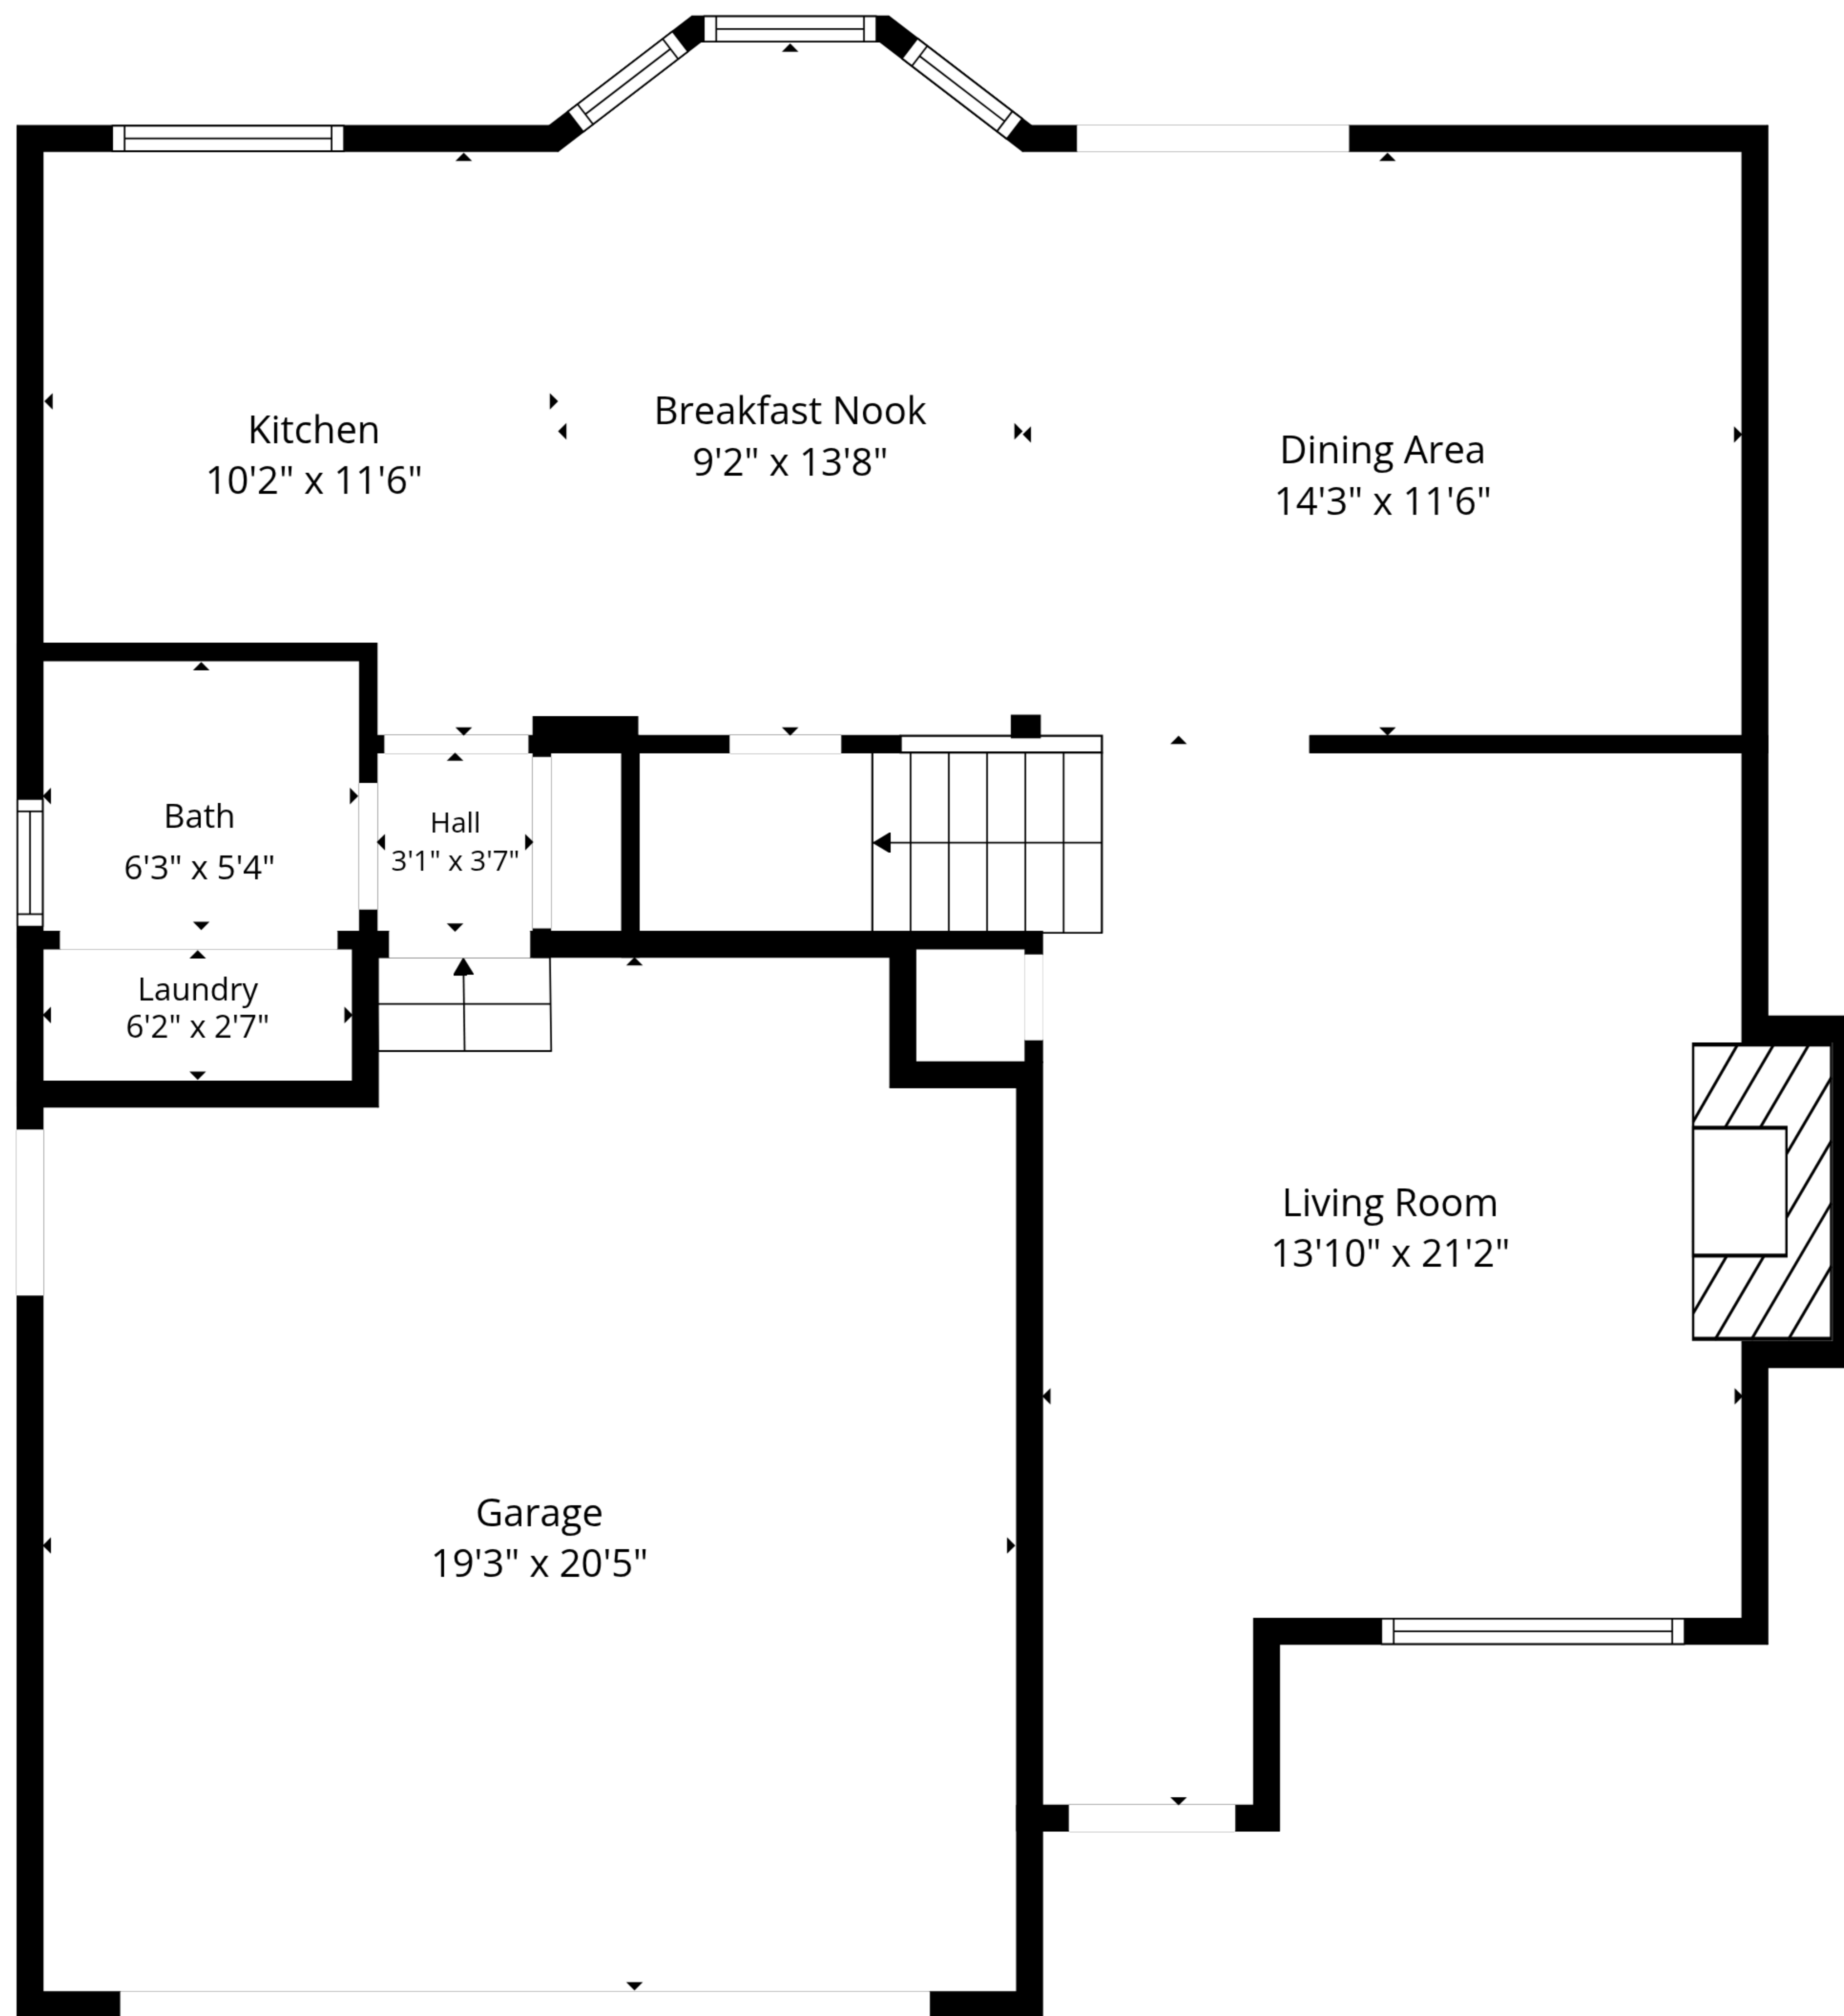 Kitchen
10'2" x 11'6"
Breakfast Nook
9'2" x 13'8"
Dining Area
14'3" x 11'6"
Bath
6'3" x 5'4"
Hall
3'1" x 3'7"
Laundry
6'2" x 2'7"
Living Room
13'10" x 21'2"
Garage
19'3" x 20'5"